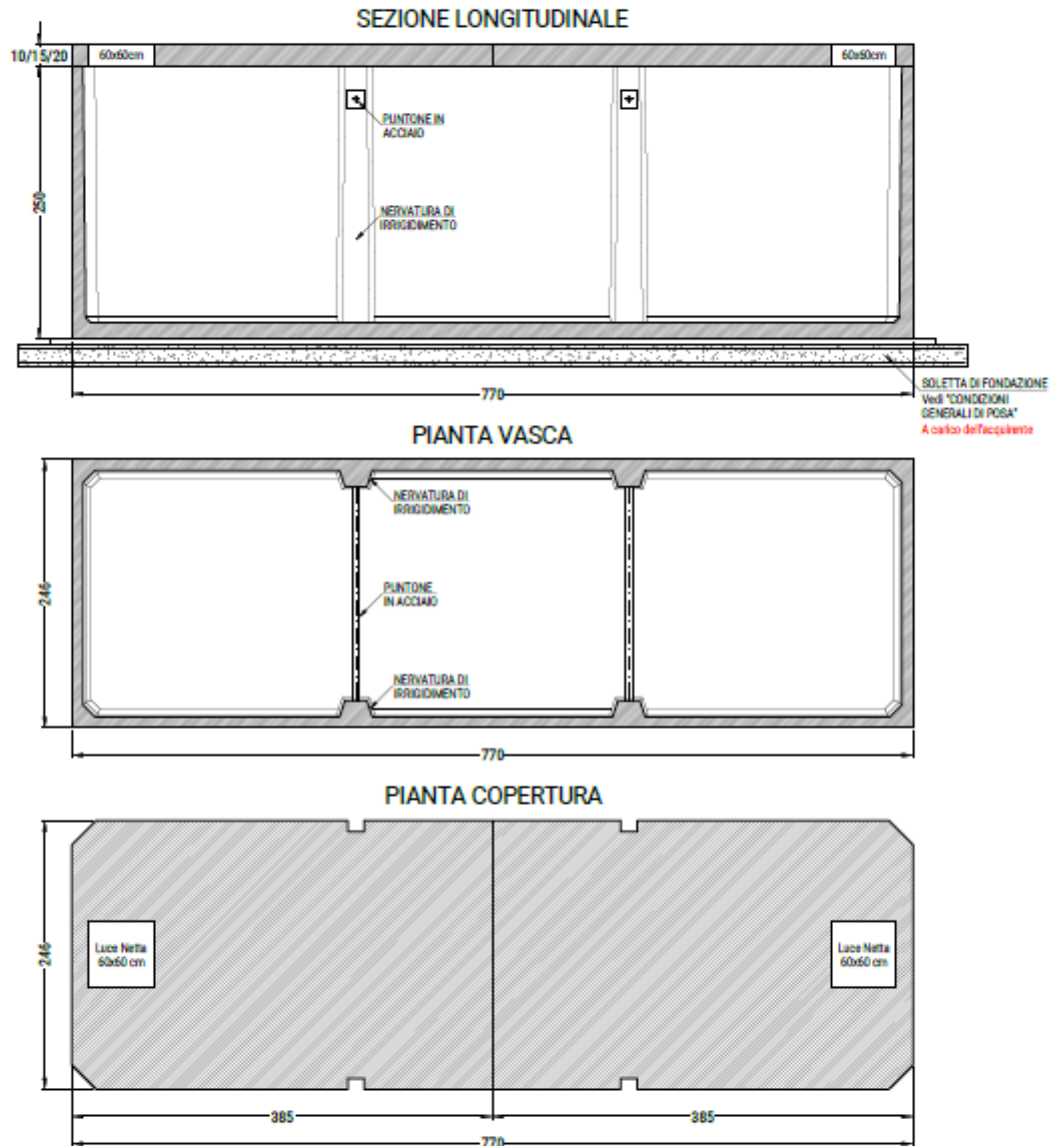 SEZIONE LONGITUDINALE
10/15/20
60x60cm
60x60cm
PUNTONE IN
ACCIAIO
250
NERVATURA DI
IRRIGIDIMENTO
770
SOLETTA DI FONDAZIONE
Vedi "CONDIZIONI
GENERALI DI POSA"
A carico dell'acquirente
PIANTA VASCA
NERVATURA DI
IRRIGIDIMENTO
246
PUNTONE
IN ACCIAIO
NERVATURA DI
IRRIGIDIMENTO
770
PIANTA COPERTURA
246
Luce Netta
60x60 cm
Luce Netta
60x60 cm
385
385
770